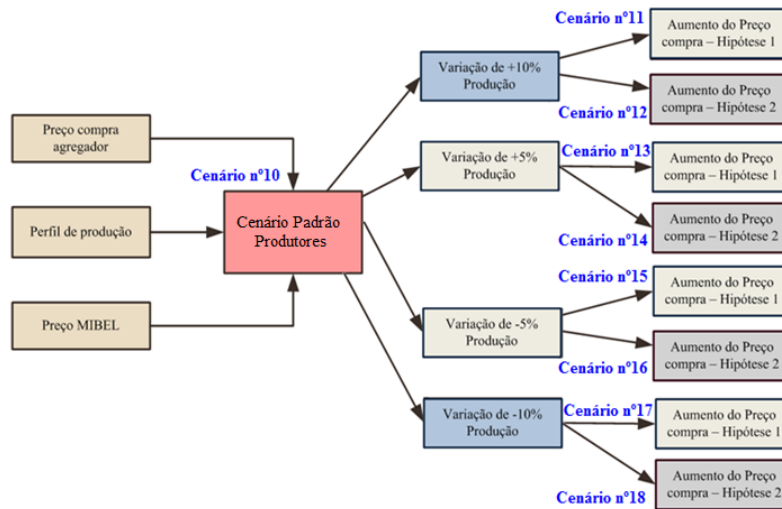 Cenário nº11
Aumento do Preço
compra – Hipótese 1
Variação de +10%
Produção
Aumento do Preço
compra – Hipótese 2
Cenário nº12
Preço compra
agregador
Cenário nº10
Cenário nº13
Variação de +5%
Produção
Aumento do Preço
compra – Hipótese 1
Perfil de produção
Cenário Padrão
Produtores
Aumento do Preço
compra – Hipótese 2
Cenário nº14
Cenário nº15
Aumento do Preço
compra – Hipótese 1
Preço MIBEL
Variação de -5%
Produção
Aumento do Preço
compra – Hipótese 2
Cenário nº16
Cenário nº17
Variação de -10%
Produção
Aumento do Preço
compra – Hipótese 1
Aumento do Preço
compra – Hipótese 2
Cenário nº18